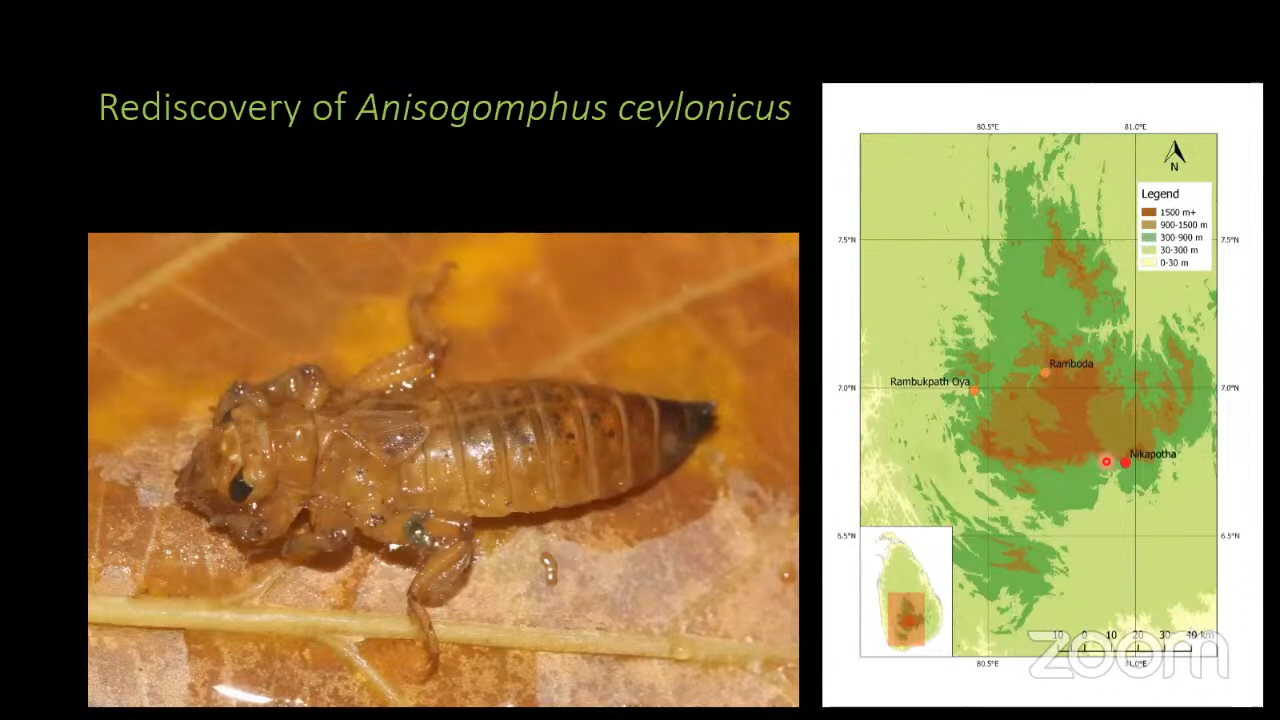 Rediscovery of Anisogomphus ceylonicus
80.5°E 81.0°E
N
Legend
1500 m+
900-1500 m
300-900 m
30-300 m
0-30 m
7.5°N 7.5°N
Ramboda
Rambukpath Oya
7.0°N 7.0°N
Nikapotha
6.5°N 6.5°N
10 0 10 20 30 40 km
80.5°E 81.0°E
zoom